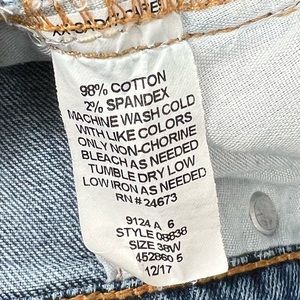 98% COTTON
2% SPANDEX
MACHINE WASH COLD
WITH LIKE COLORS
ONLY NON-CHORINE
BLEACH AS NEEDED
TUMBLE DRY LOW
LOW IRON AS NEEDED
RN # 24673
9124 A 6
STYLE 08838
SIZE 38W
452860 5
12/17